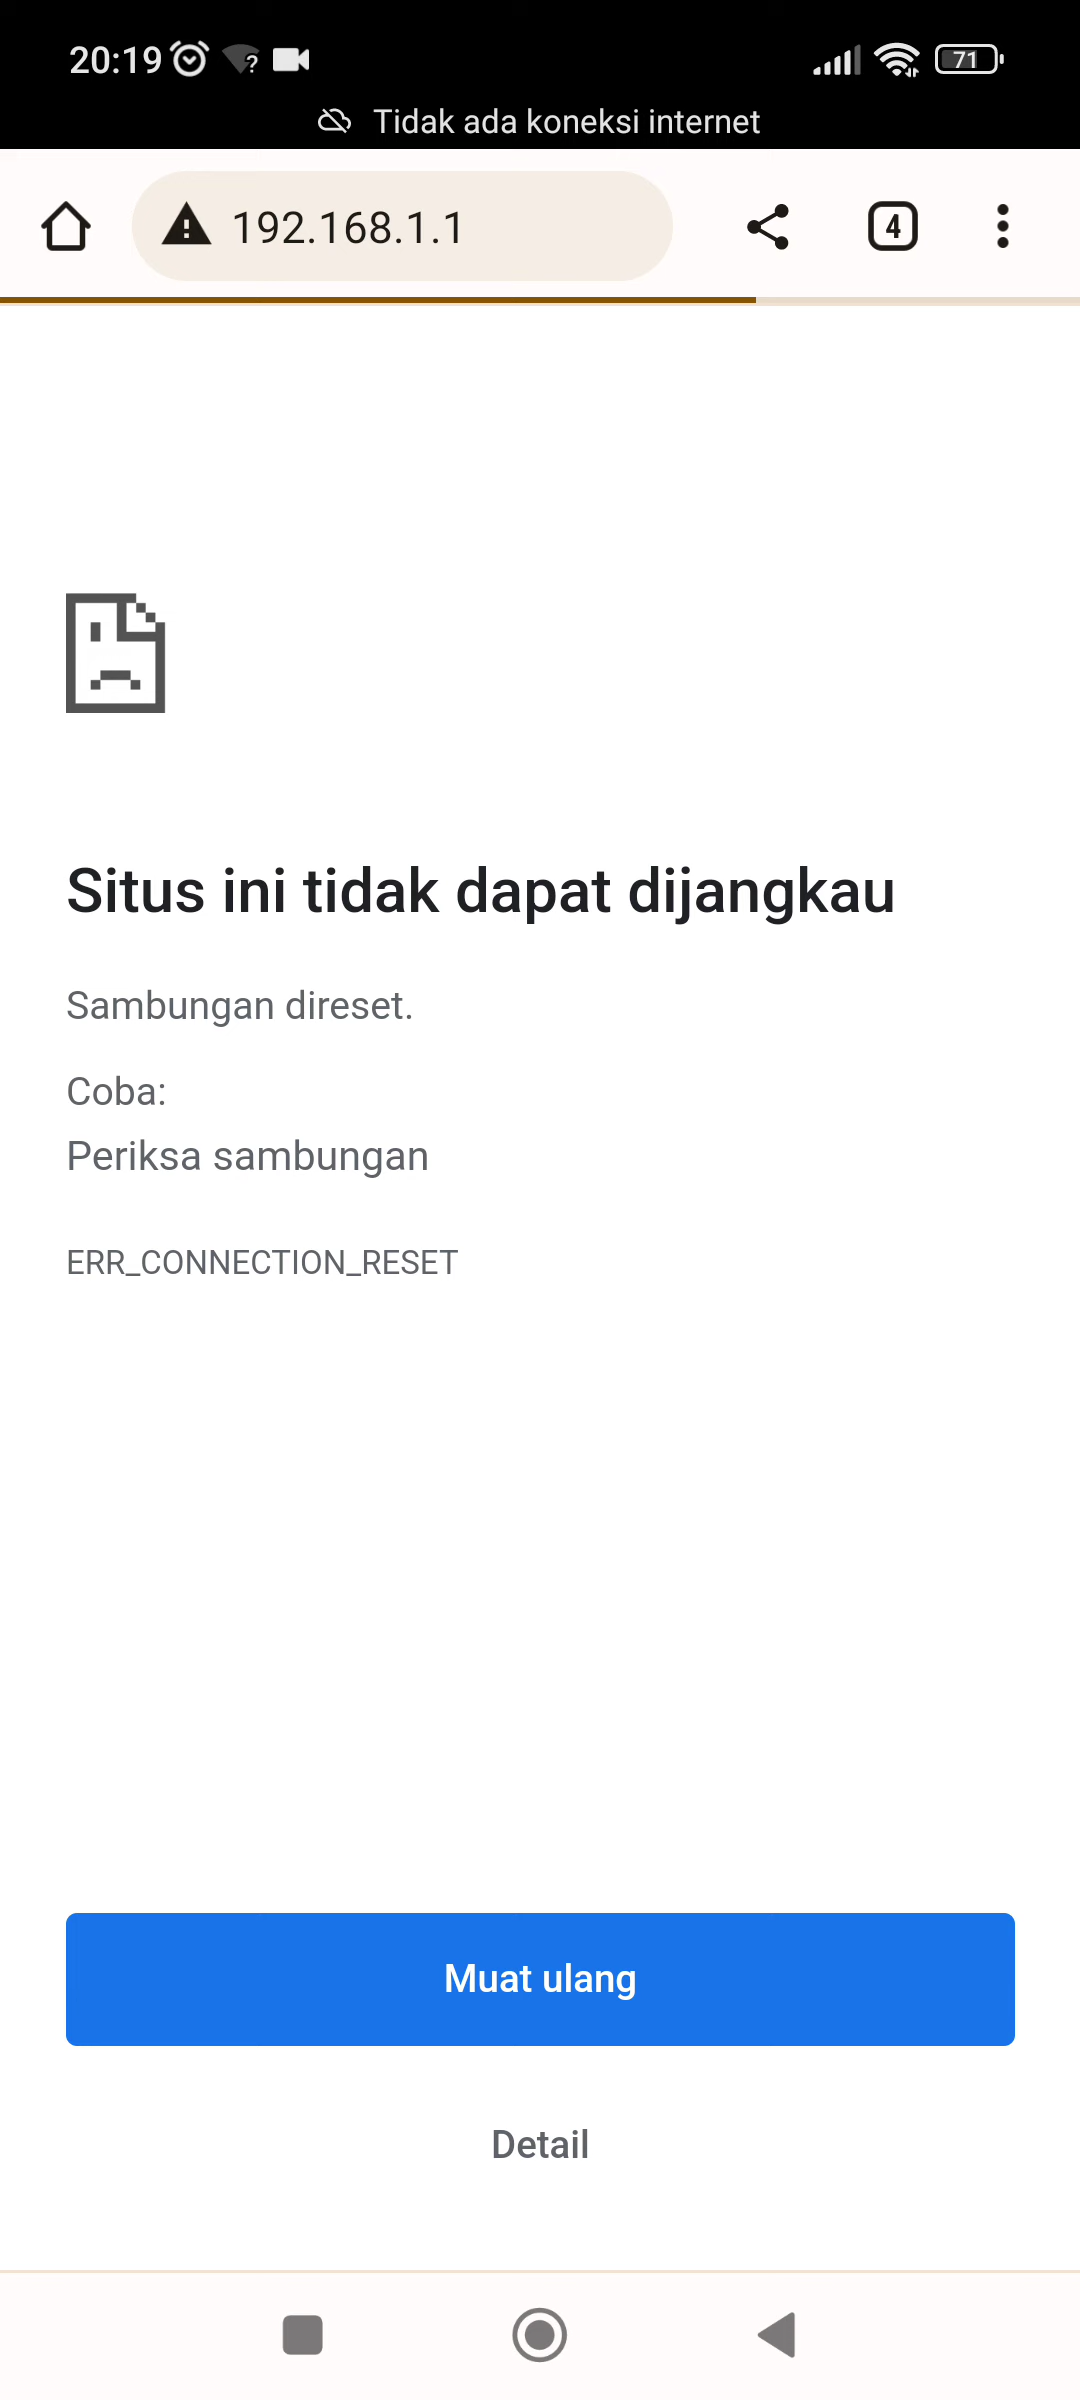 20:19
71
Tidak ada koneksi internet
192.168.1.1
4
Situs ini tidak dapat dijangkau
Sambungan direset.
Coba:
Periksa sambungan
ERR_CONNECTION_RESET
Muat ulang
Detail